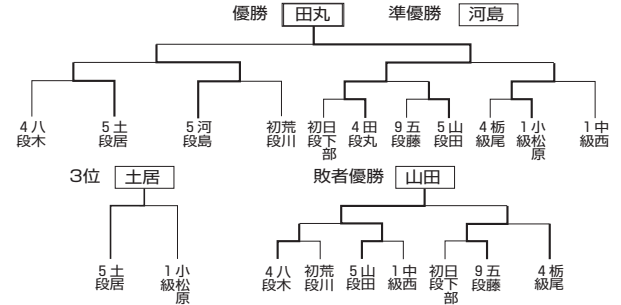 優勝 田丸 準優勝 河島
八木4段 土居5段 河島5段 荒川初段 日下部初段 田丸4段 五藤9段 山田5段 栃尾4級 小松原1級 中西1級
3位 土居 敗者優勝 山田
土居5段 小松原1級 八木4段 荒川初段 山田5段 中西1級 日下部初段 五藤9段 栃尾4段